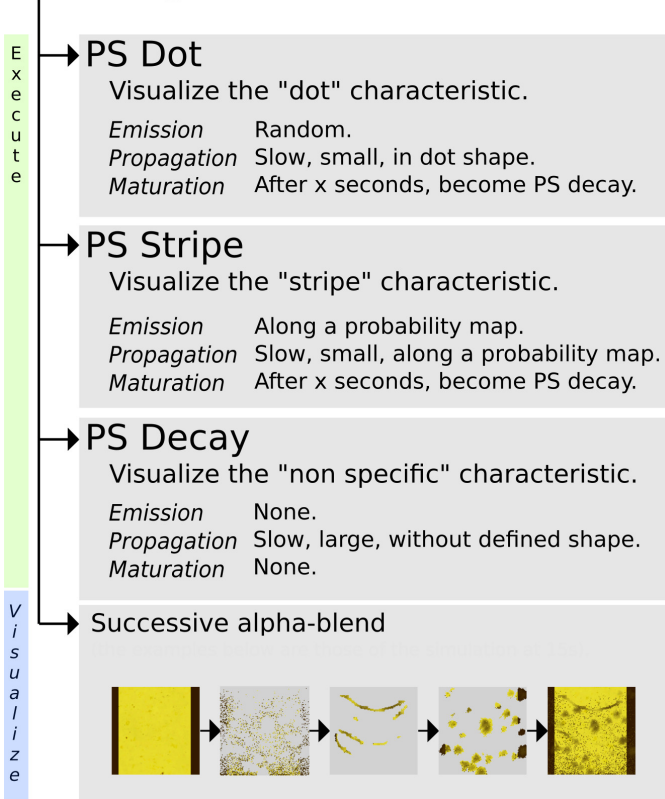 Execute
PS Dot
Visualize the "dot" characteristic.
Emission Random.
Propagation Slow, small, in dot shape.
Maturation After x seconds, become PS decay.
PS Stripe
Visualize the "stripe" characteristic.
Emission Along a probability map.
Propagation Slow, small, along a probability map.
Maturation After x seconds, become PS decay.
PS Decay
Visualize the "non specific" characteristic.
Emission None.
Propagation Slow, large, without defined shape.
Maturation None.
Visualize
Successive alpha-blend